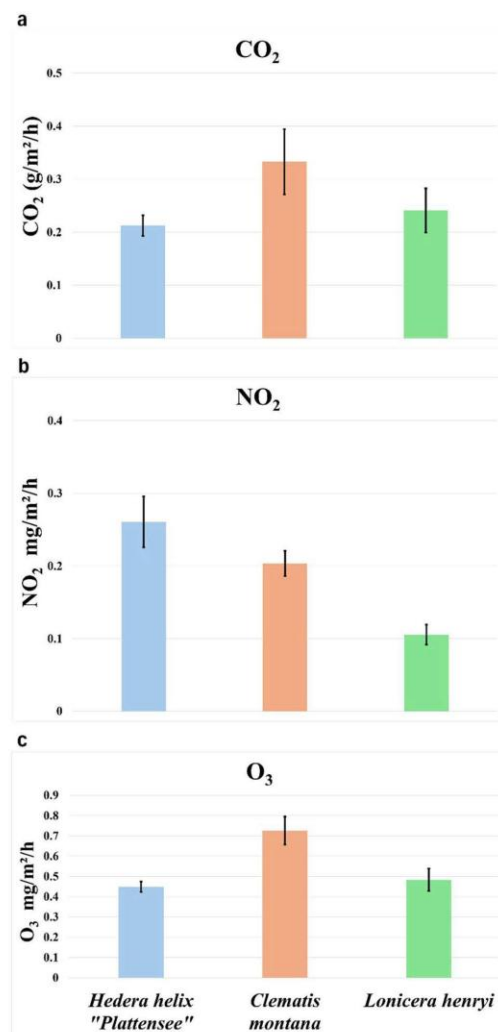 a
CO₂
CO₂ (g/m²/h)
0.5
0.4
0.3
0.2
0.1
0
b
NO₂
NO₂ mg/m²/h
0.4
0.3
0.2
0.1
0
c
O₃
O₃ mg/m²/h
0.9
0.8
0.7
0.6
0.5
0.4
0.3
0.2
0.1
0
Hedera helix "Plattensee"
Clematis montana
Lonicera henryi